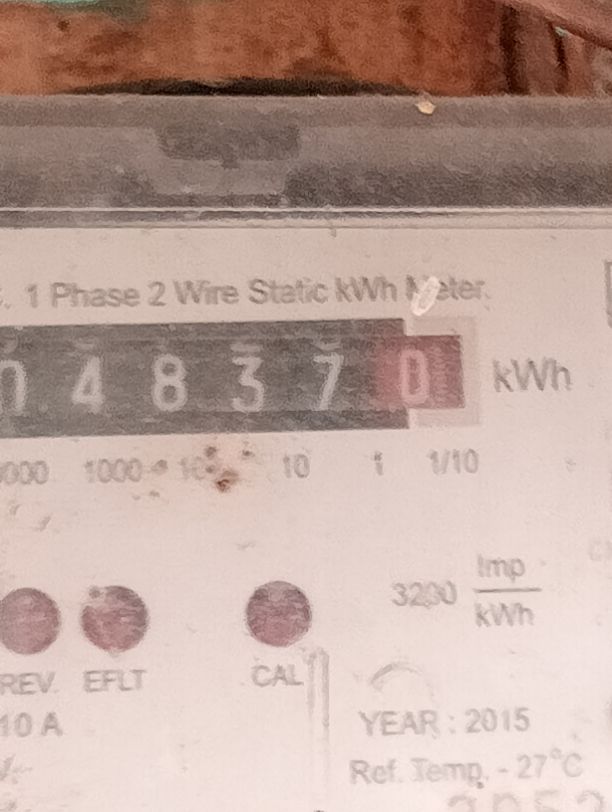 1 Phase 2 Wire Static kWh Meter.
0 4 8 3 7 0 kWh
1000 10 1 1/10
3200 Imp
kWh
REV. EFLT CAL
10 A YEAR : 2015
Ref. Temp. - 27°C